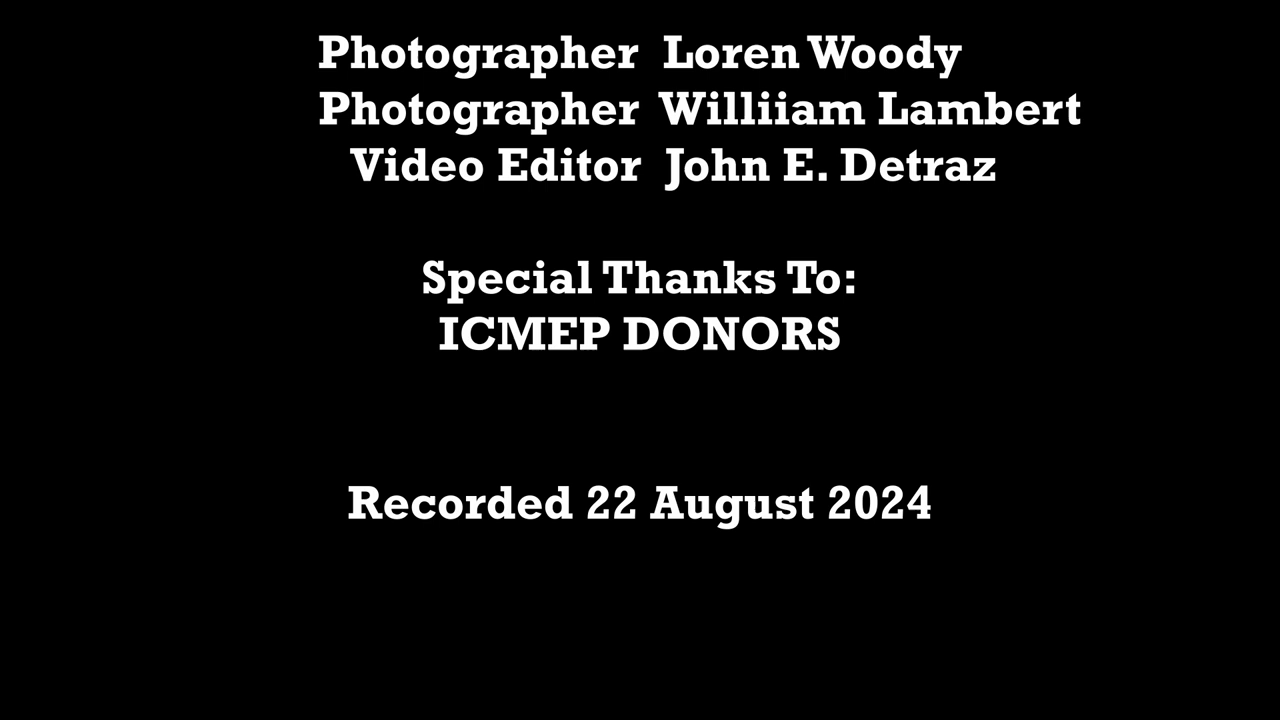 Photographer Loren Woody
Photographer Williiam Lambert
Video Editor John E. Detraz
Special Thanks To:
ICMEP DONORS
Recorded 22 August 2024